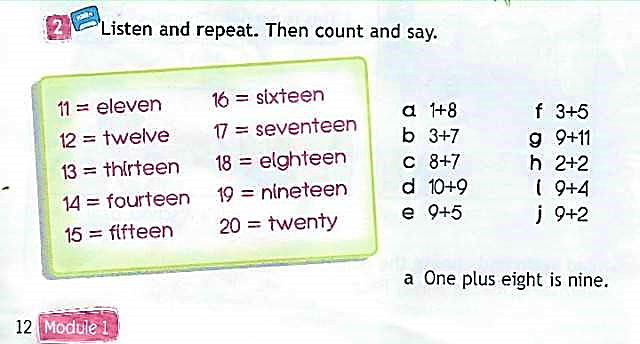 2 Listen and repeat. Then count and say.
11 = eleven
12 = twelve
13 = thirteen
14 = fourteen
15 = fifteen
16 = sixteen
17 = seventeen
18 = eighteen
19 = nineteen
20 = twenty
a 1+8
b 3+7
c 8+7
d 10+9
e 9+5
f 3+5
g 9+11
h 2+2
i 9+4
j 9+2
a One plus eight is nine.
12 Module 1